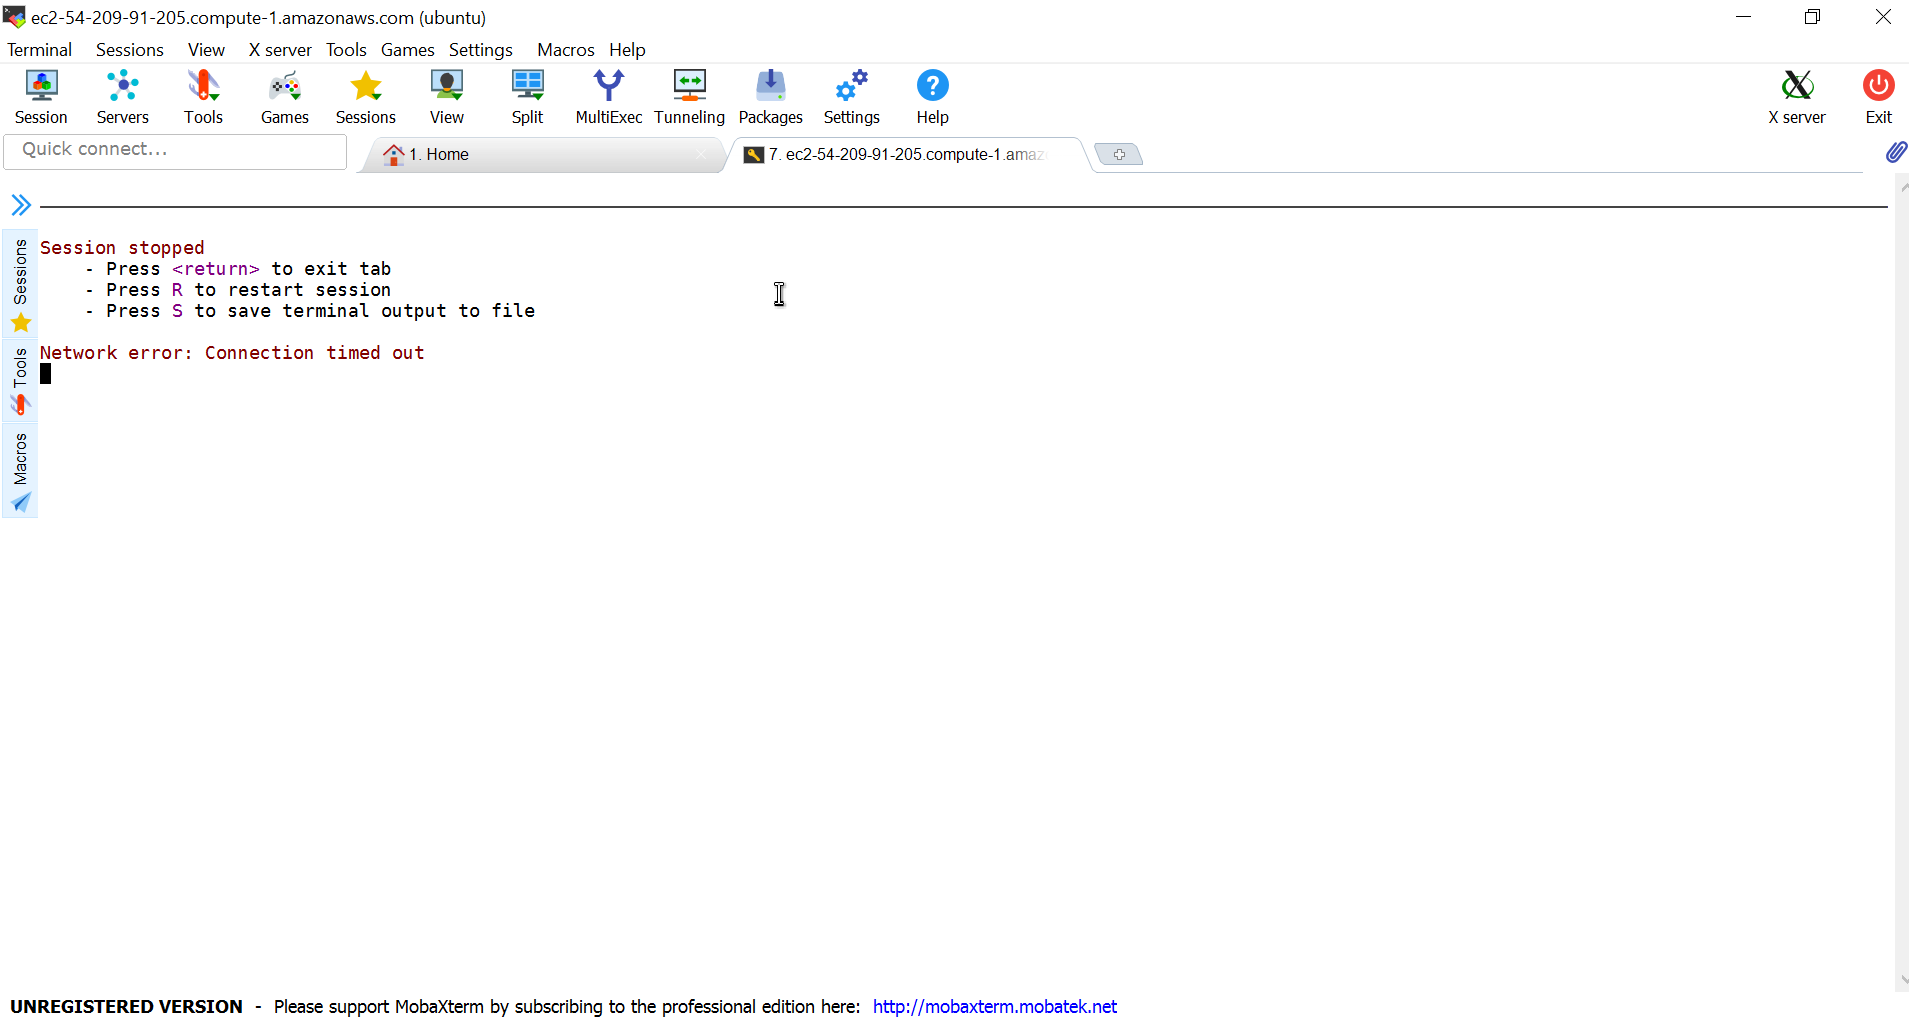 ec2-54-209-91-205.compute-1.amazonaws.com (ubuntu)
Terminal Sessions View X server Tools Games Settings Macros Help
Session Servers Tools Games Sessions View Split MultiExec Tunneling Packages Settings Help X server Exit
Quick connect...
1. Home
7. ec2-54-209-91-205.compute-1.amaz
Session stopped
- Press <return> to exit tab
- Press R to restart session
- Press S to save terminal output to file
Network error: Connection timed out
Sessions
Tools
Macros
UNREGISTERED VERSION - Please support MobaXterm by subscribing to the professional edition here: http://mobaxterm.mobatek.net